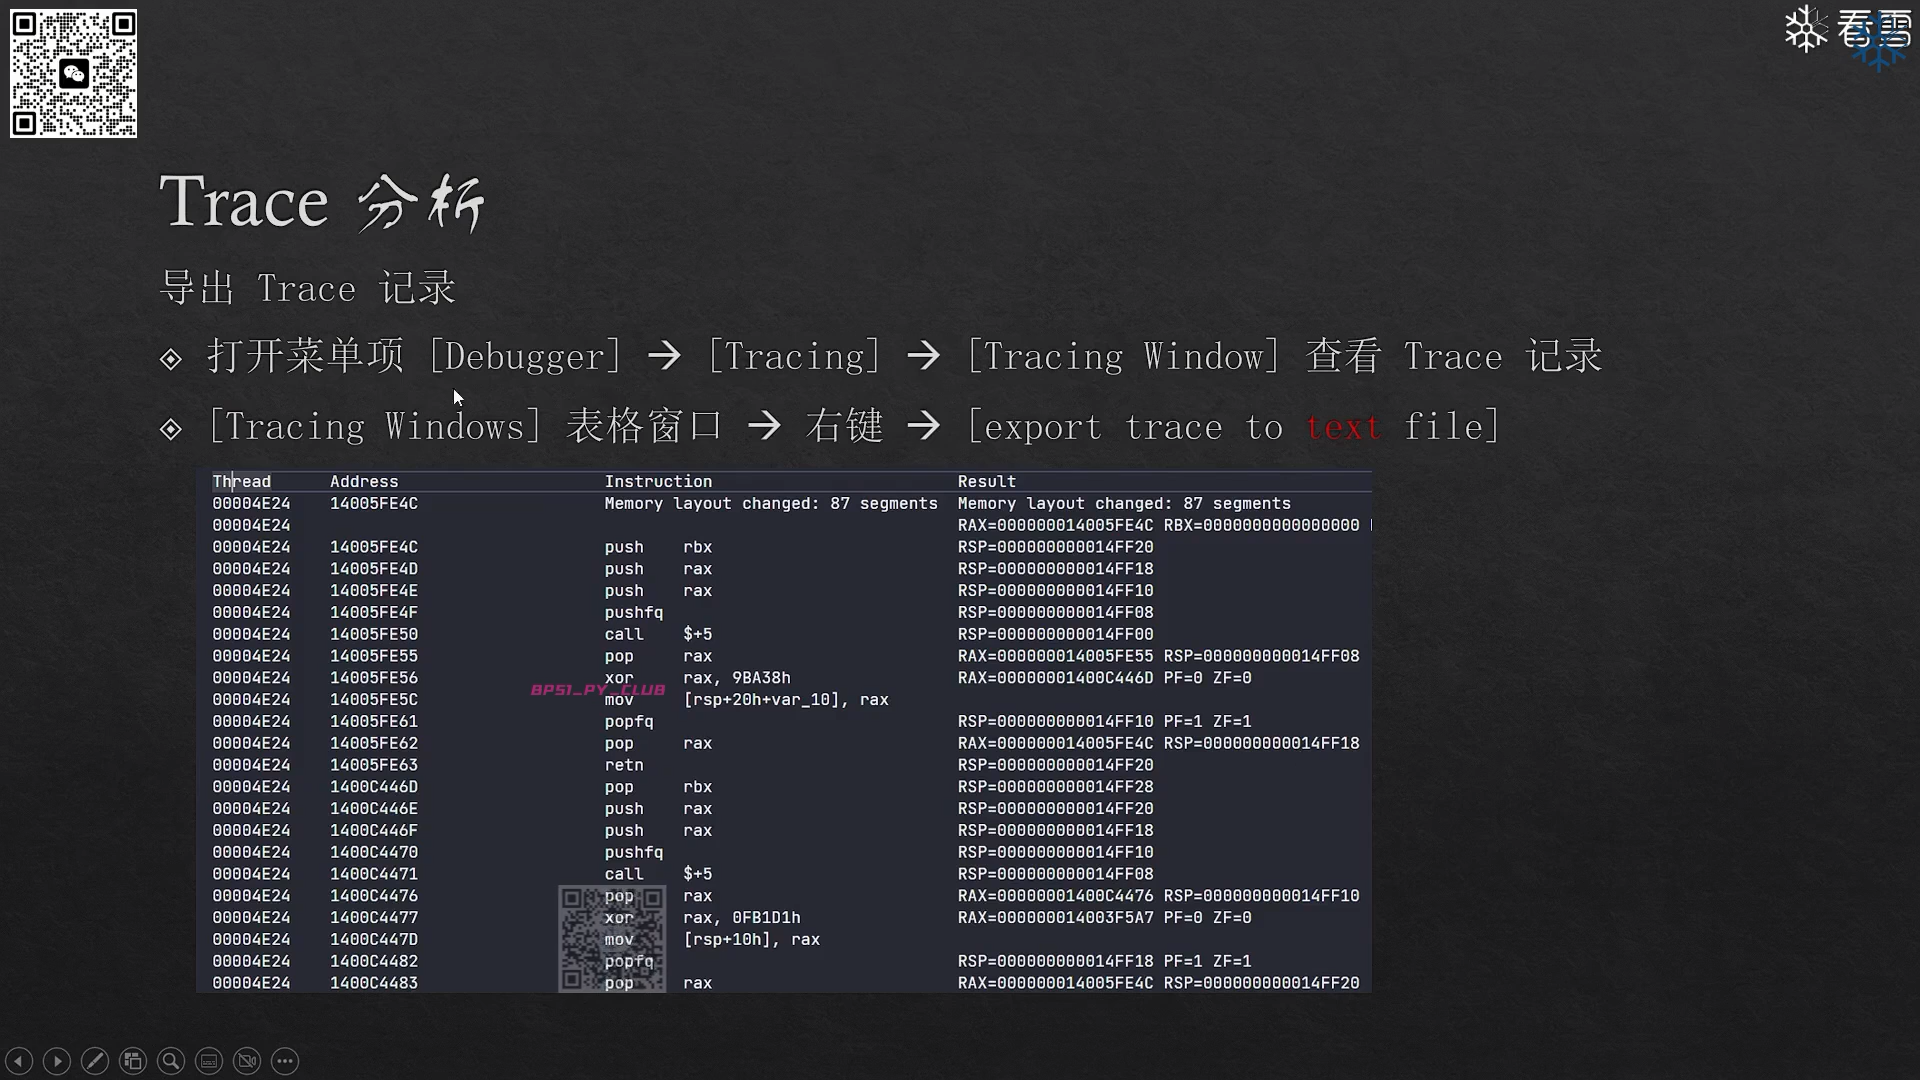 看雪
Trace 分析
导出 Trace 记录
打开菜单项 [Debugger] → [Tracing] → [Tracing Window] 查看 Trace 记录
[Tracing Windows] 表格窗口 → 右键 → [export trace to text file]
Thread Address Instruction Result
00004E24 14005FE4C Memory layout changed: 87 segments Memory layout changed: 87 segments
00004E24 RAX=000000014005FE4C RBX=0000000000000000
00004E24 14005FE4C push rbx RSP=000000000014FF20
00004E24 14005FE4D push rax RSP=000000000014FF18
00004E24 14005FE4E push rax RSP=000000000014FF10
00004E24 14005FE4F pushfq RSP=000000000014FF08
00004E24 14005FE50 call $+5 RSP=000000000014FF00
00004E24 14005FE55 pop rax RAX=000000014005FE55 RSP=000000000014FF08
00004E24 14005FE56 xor rax, 9BA38h RAX=00000001400C446D PF=0 ZF=0
BPS1_PY_CLUB
00004E24 14005FE5C mov [rsp+20h+var_10], rax
00004E24 14005FE61 popfq RSP=000000000014FF10 PF=1 ZF=1
00004E24 14005FE62 pop rax RAX=000000014005FE4C RSP=000000000014FF18
00004E24 14005FE63 retn RSP=000000000014FF20
00004E24 1400C446D pop rbx RSP=000000000014FF28
00004E24 1400C446E push rax RSP=000000000014FF20
00004E24 1400C446F push rax RSP=000000000014FF18
00004E24 1400C4470 pushfq RSP=000000000014FF10
00004E24 1400C4471 call $+5 RSP=000000000014FF08
00004E24 1400C4476 pop rax RAX=00000001400C4476 RSP=000000000014FF10
00004E24 1400C4477 xor rax, 0FB1D1h RAX=000000014003F5A7 PF=0 ZF=0
00004E24 1400C447D mov [rsp+10h], rax
00004E24 1400C4482 popfq RSP=000000000014FF18 PF=1 ZF=1
00004E24 1400C4483 pop rax RAX=000000014005FE4C RSP=000000000014FF20